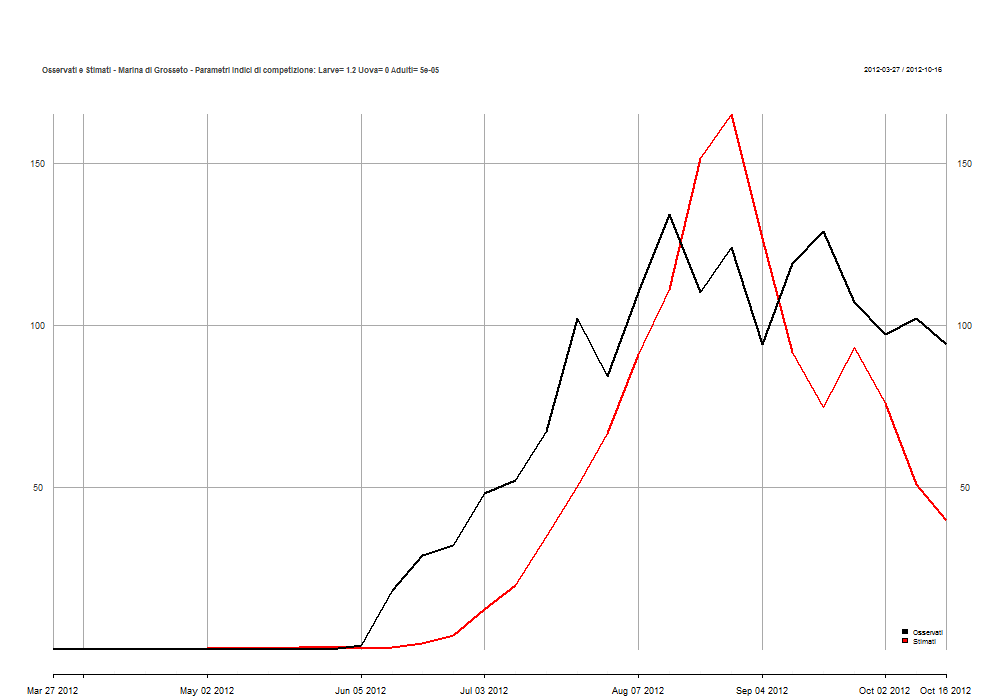 Osservati e Stimati - Marina di Grosseto - Parametri Indici di competizione: Larve= 1.2 Uova= 0 Adulti= 5e-05
2012-03-27 / 2012-10-16
150 150
100 100
50 50
Osservati
Stimati
Mar 27 2012 May 02 2012 Jun 05 2012 Jul 03 2012 Aug 07 2012 Sep 04 2012 Oct 02 2012 Oct 16 2012